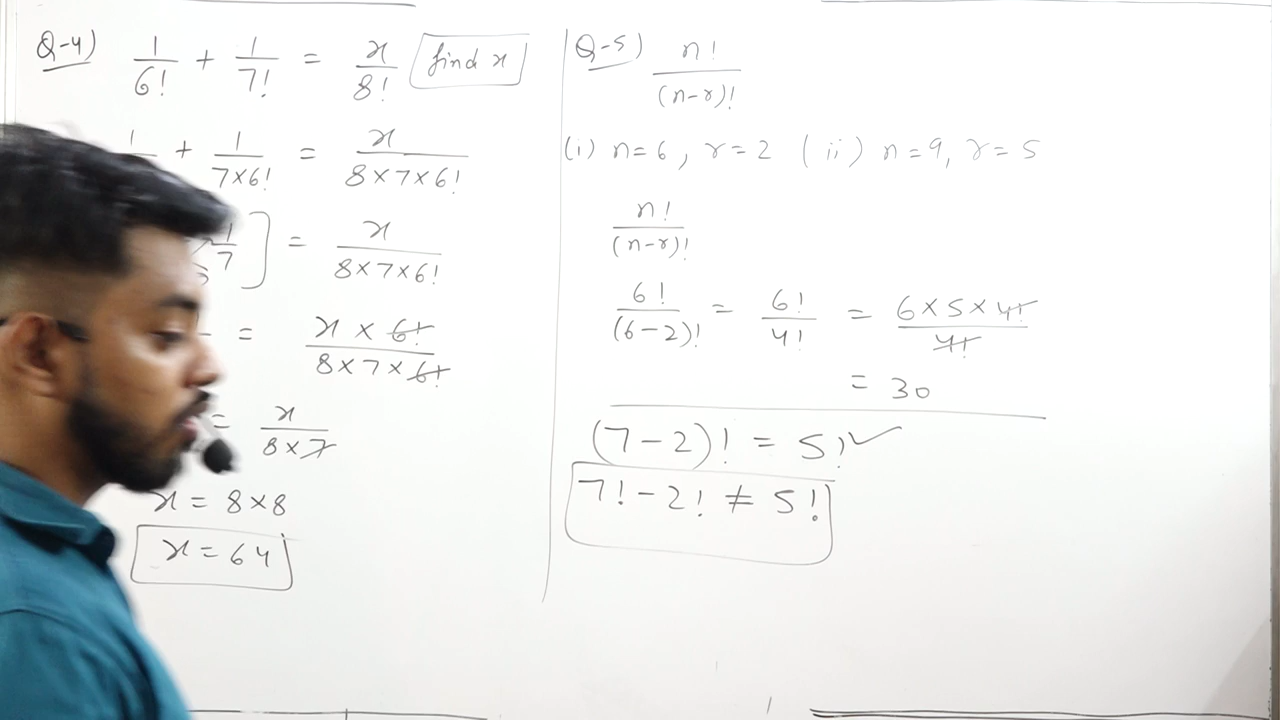 Q-4) 1/6! + 1/7! = x/8! find x
1 + 1/7×6! = x/8×7×6!
1/7 ] = x/8×7×6!
= x × 6!/8×7×6!
= x/8×7
x = 8×8
x = 64
Q-5) n!/(n-r)!
(i) n=6, r=2 (ii) n=9, r=5
n!/(n-r)!
6!/(6-2)! = 6!/4! = 6×5×4!/4!
= 30
(7-2)! = 5! ✓
7!-2! ≠ 5!